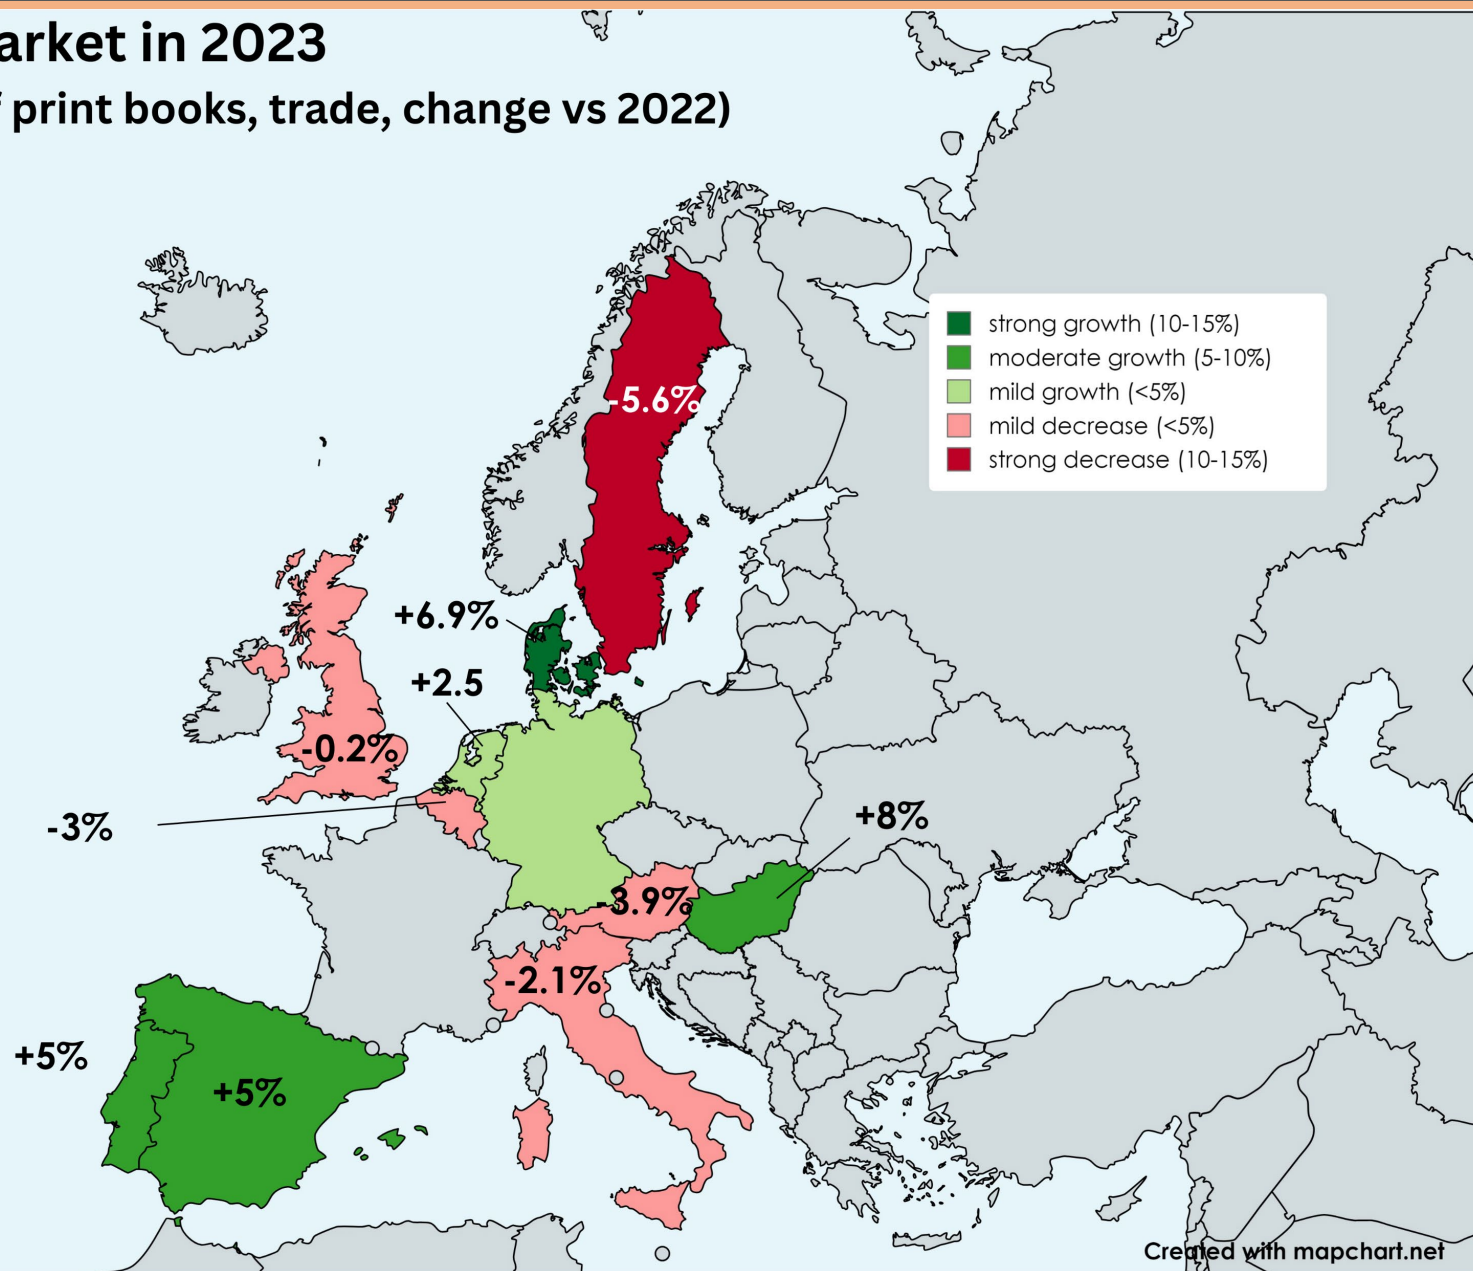 arket in 2023
f print books, trade, change vs 2022)
strong growth (10-15%)
moderate growth (5-10%)
mild growth (<5%)
mild decrease (<5%)
strong decrease (10-15%)
-5.6%
+6.9%
+2.5
-0.2%
-3%
+8%
-3.9%
-2.1%
+5%
+5%
Created with mapchart.net